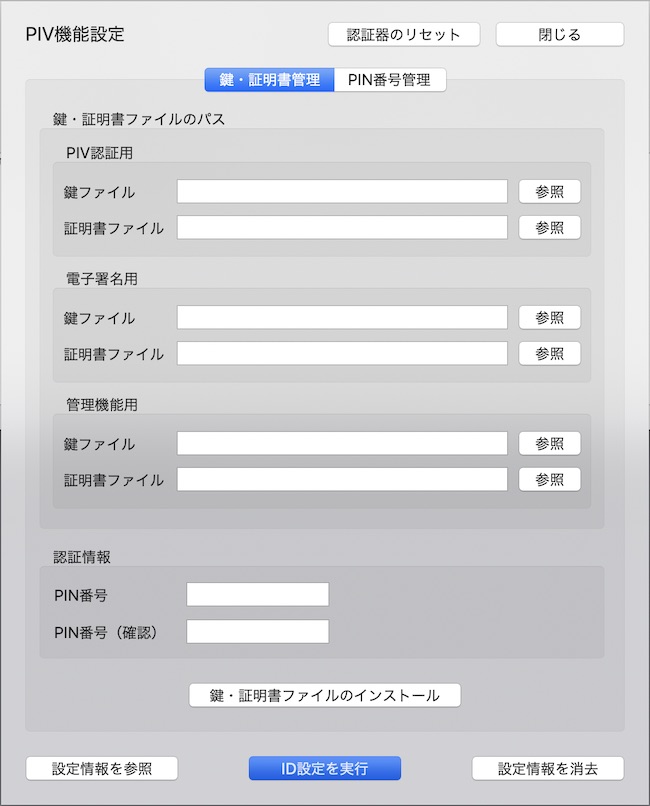 PIV機能設定
認証器のリセット
閉じる
鍵・証明書管理
PIN番号管理
鍵・証明書ファイルのパス
PIV認証用
鍵ファイル
参照
証明書ファイル
参照
電子署名用
鍵ファイル
参照
証明書ファイル
参照
管理機能用
鍵ファイル
参照
証明書ファイル
参照
認証情報
PIN番号
PIN番号（確認）
鍵・証明書ファイルのインストール
設定情報を参照
ID設定を実行
設定情報を消去